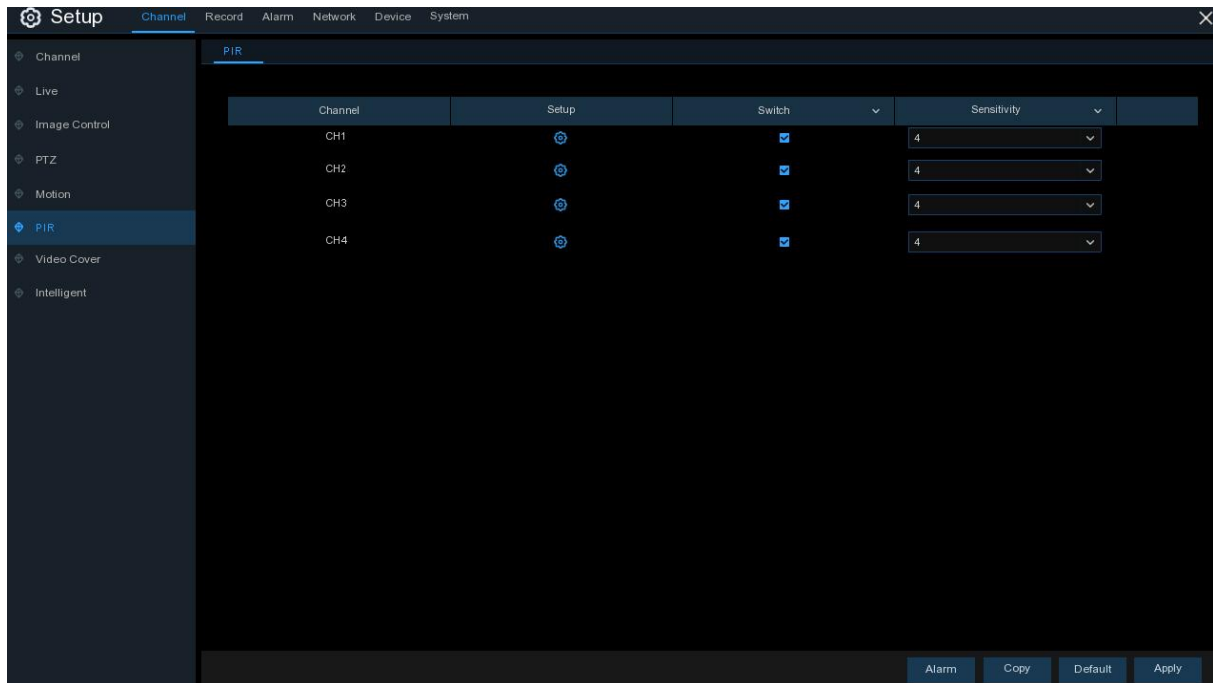 Setup Channel Record Alarm Network Device System
Channel
Live
Image Control
PTZ
Motion
PIR
Video Cover
Intelligent
PIR
Channel Setup Switch Sensitivity
CH1 4
CH2 4
CH3 4
CH4 4
Alarm Copy Default Apply